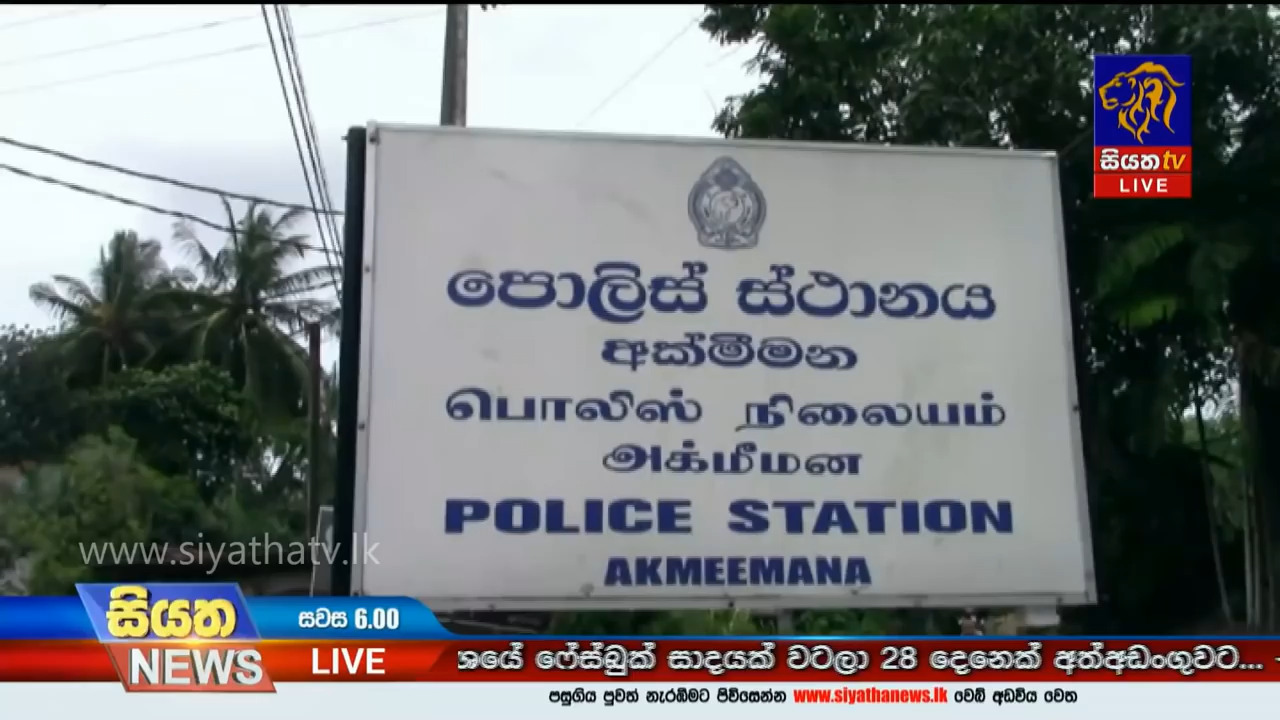 සියත tv
LIVE
පොලිස් ස්ථානය
අක්මීමන
பொலிஸ் நிலையம்
அக்மீமன
POLICE STATION
AKMEEMANA
www.siyathatv.lk
සියත
NEWS
සවස 6.00
LIVE
ශයේ ෆේස්බුක් සාදයක් වටලා 28 දෙනෙක් අත්අඩංගුවට...
පසුගිය පුවත් නැරඹීමට පිවිසෙන්න www.siyathanews.lk වෙබ් අඩවිය වෙත